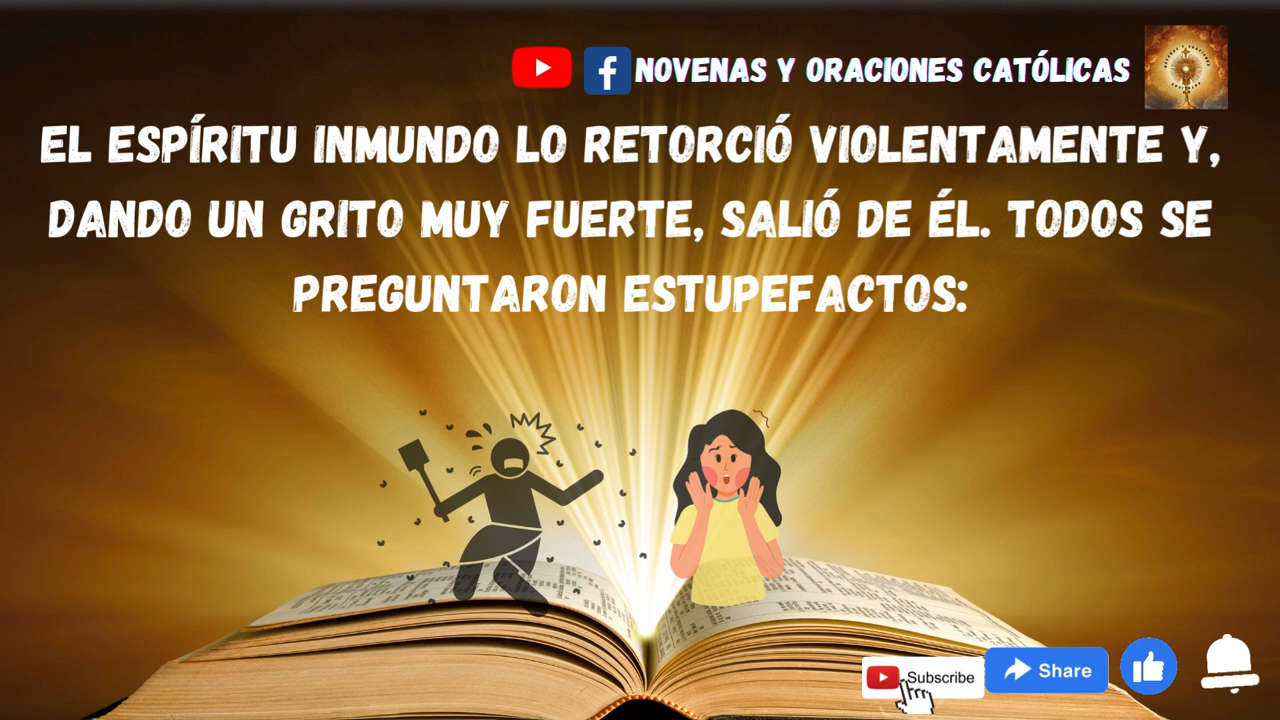 NOVENAS Y ORACIONES CATÓLICAS
EL ESPÍRITU INMUNDO LO RETORCIÓ VIOLENTAMENTE Y,
DANDO UN GRITO MUY FUERTE, SALIÓ DE ÉL. TODOS SE
PREGUNTARON ESTUPEFACTOS:
Subscribe
Share